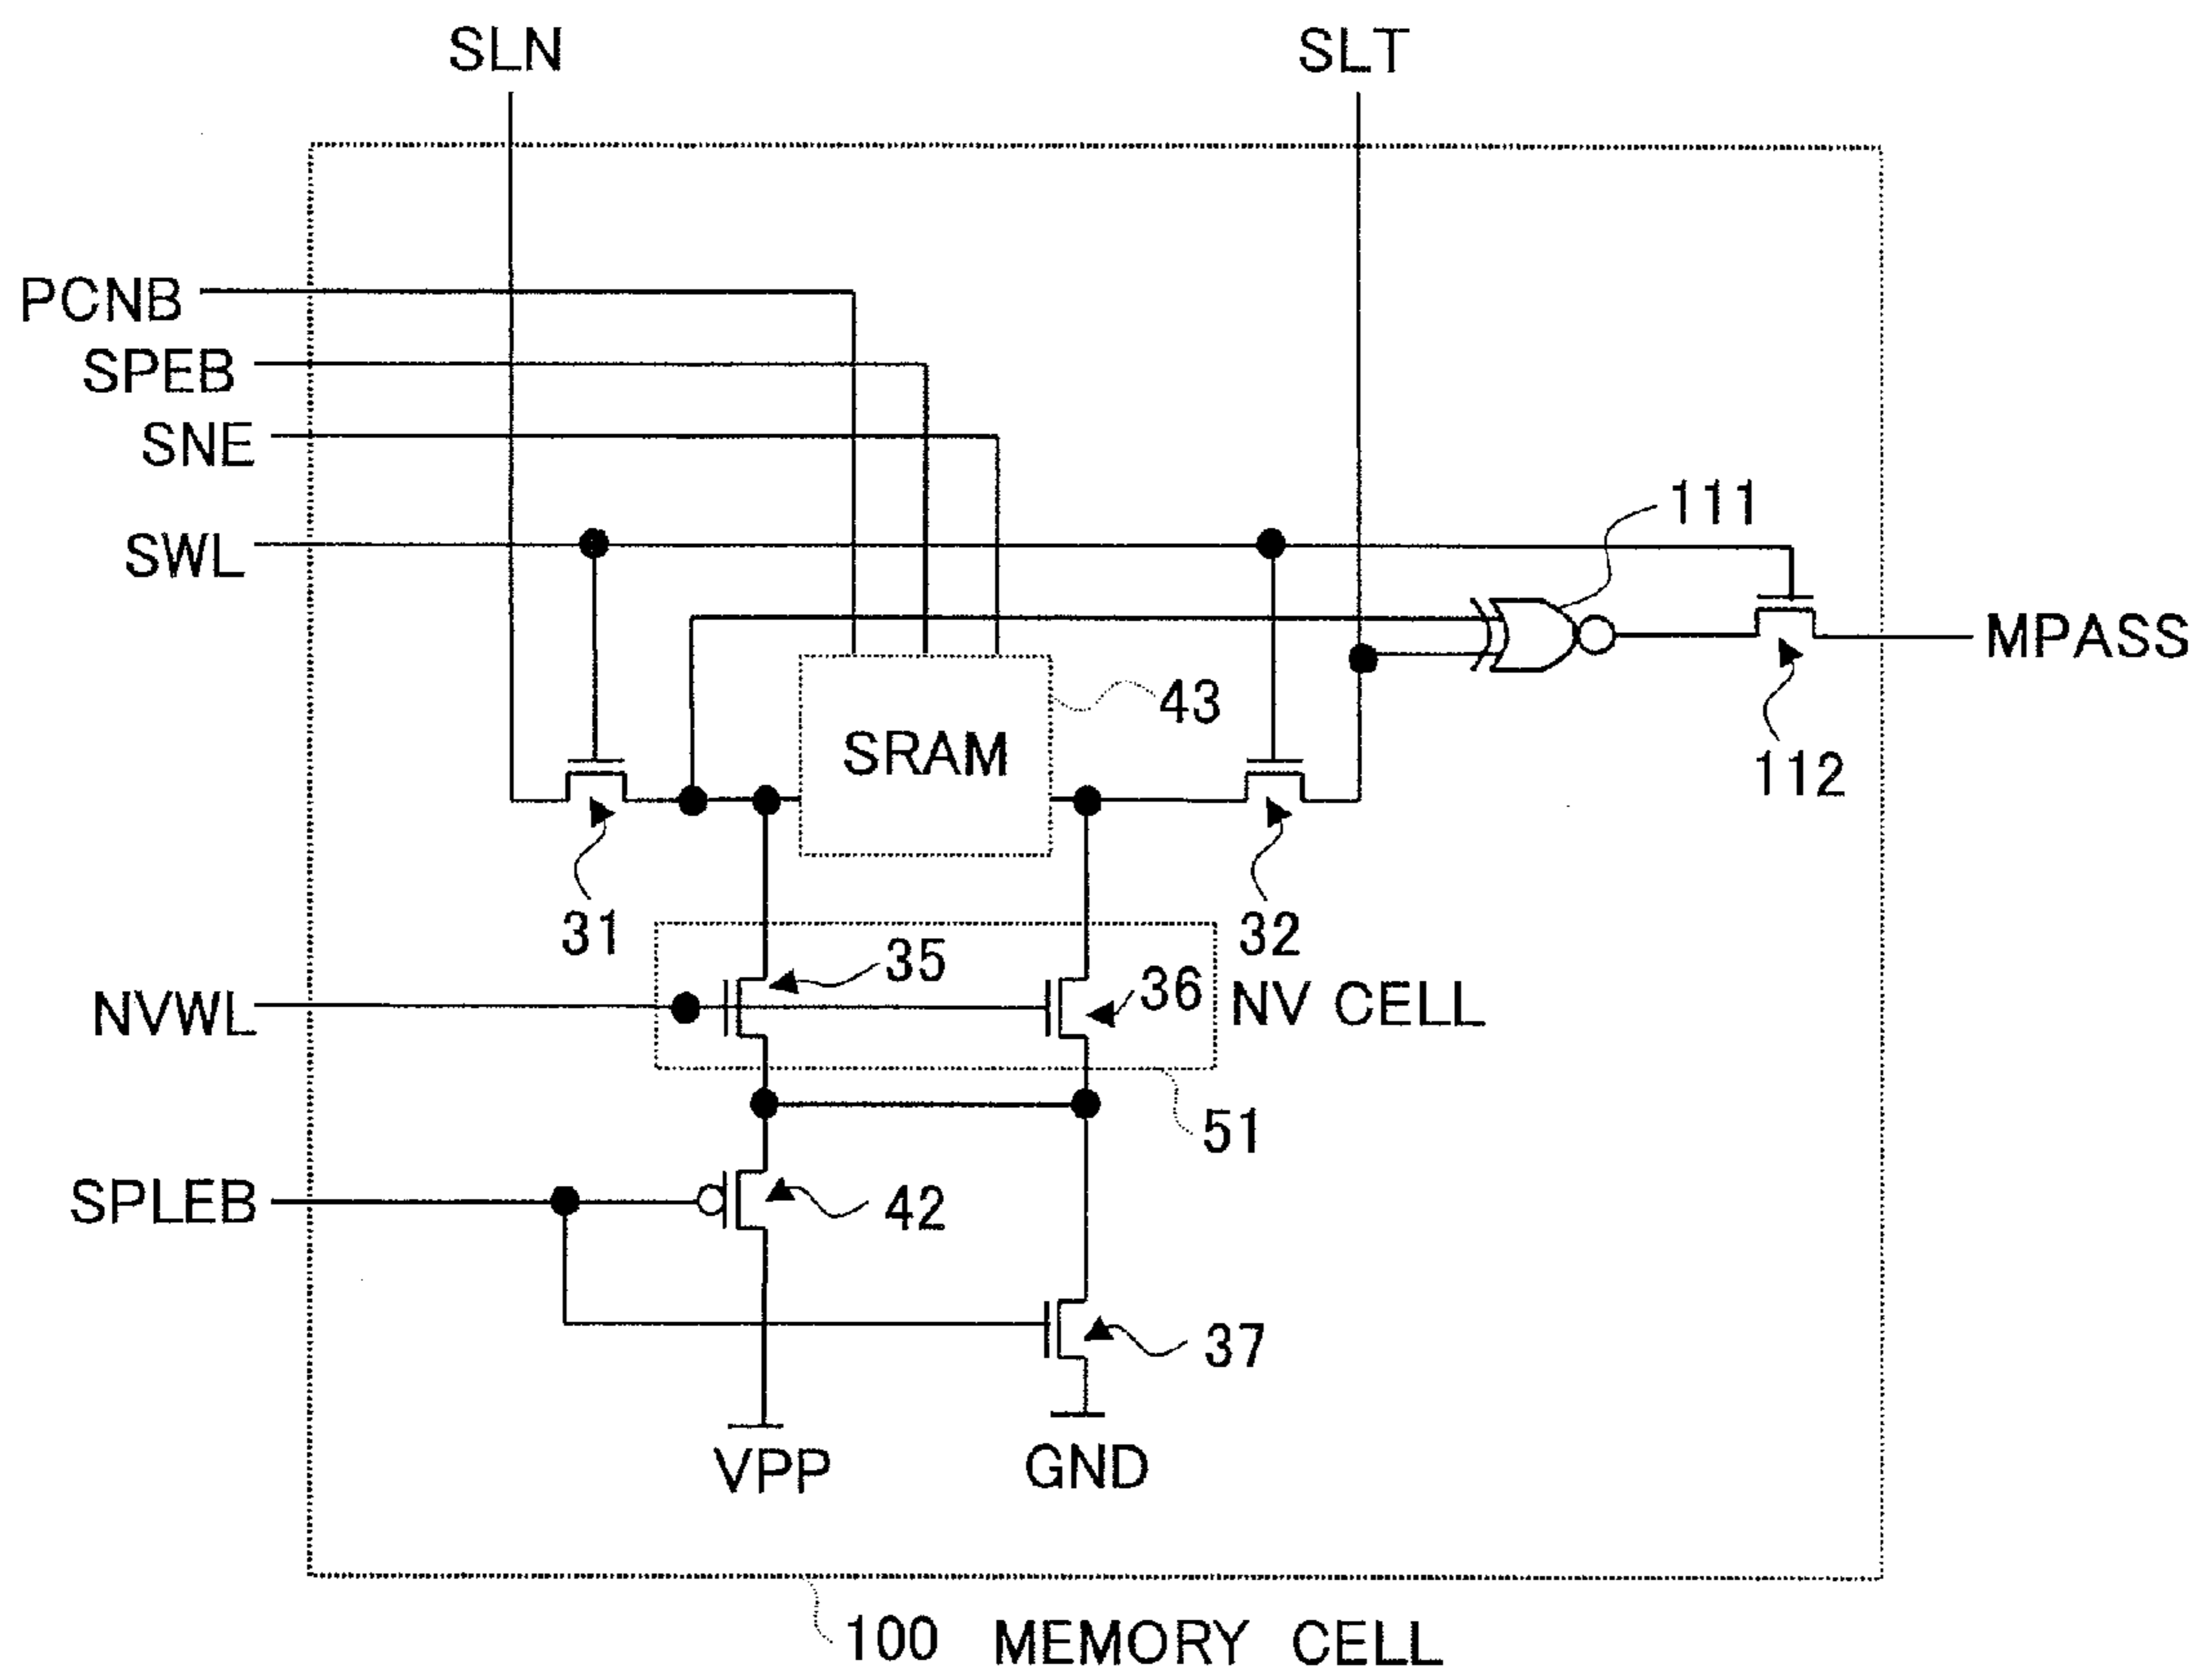 SLN SLT
PCNB
SPEB
SNE
111
SWL
MPASS
43
SRAM
112
31
32
35
36
NVWL
NV CELL
51
SPLEB
42
37
VPP
GND
100 MEMORY CELL